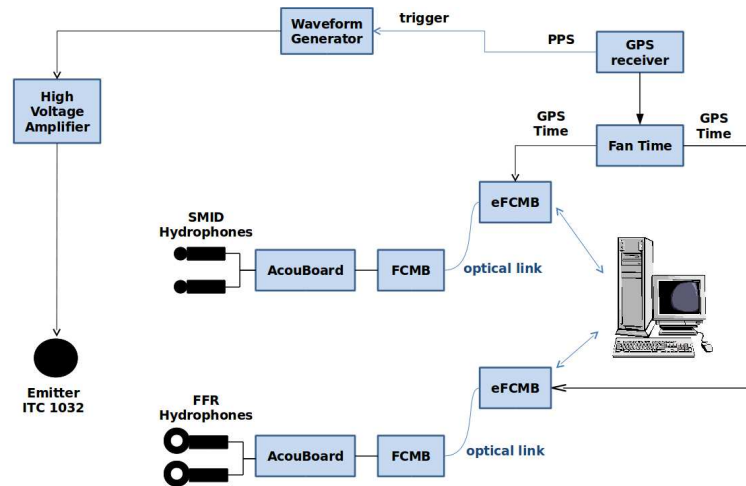 Waveform
Generator
trigger
PPS
GPS
receiver
High
Voltage
Amplifier
GPS
Time
GPS
Time
Fan Time
eFCMB
SMID
Hydrophones
AcouBoard
FCMB
optical link
Emitter
ITC 1032
eFCMB
FFR
Hydrophones
AcouBoard
FCMB
optical link